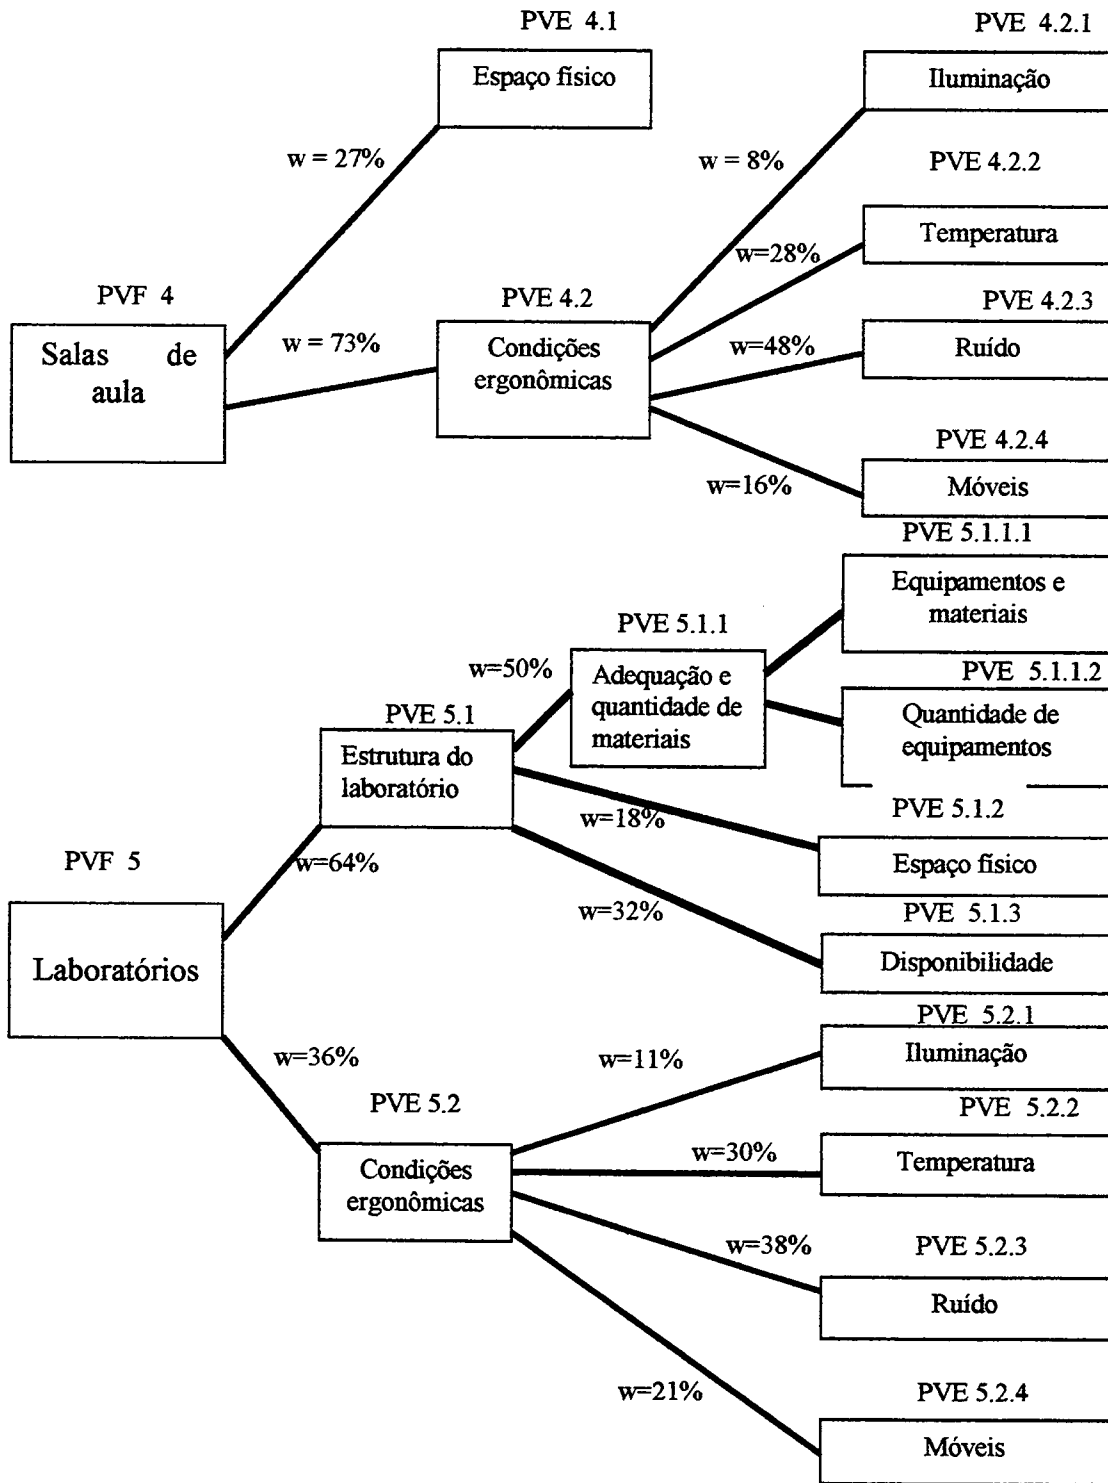 PVE 4.1
Espaço físico
PVE 4.2.1
Iluminação
w = 27%
w = 8%
PVE 4.2.2
Temperatura
w=28%
PVF 4
Salas de
aula
w = 73%
PVE 4.2
Condições
ergonômicas
PVE 4.2.3
Ruído
w=48%
PVE 4.2.4
Móveis
w=16%
PVE 5.1.1.1
Equipamentos e
materiais
PVE 5.1.1
Adequação e
quantidade de
materiais
w=50%
PVE 5.1.1.2
Quantidade de
equipamentos
PVE 5.1
Estrutura do
laboratório
w=18%
PVE 5.1.2
Espaço físico
PVF 5
Laboratórios
w=64%
w=32%
PVE 5.1.3
Disponibilidade
w=36%
PVE 5.2
Condições
ergonômicas
w=11%
PVE 5.2.1
Iluminação
PVE 5.2.2
w=30%
Temperatura
w=38%
PVE 5.2.3
Ruído
w=21%
PVE 5.2.4
Móveis